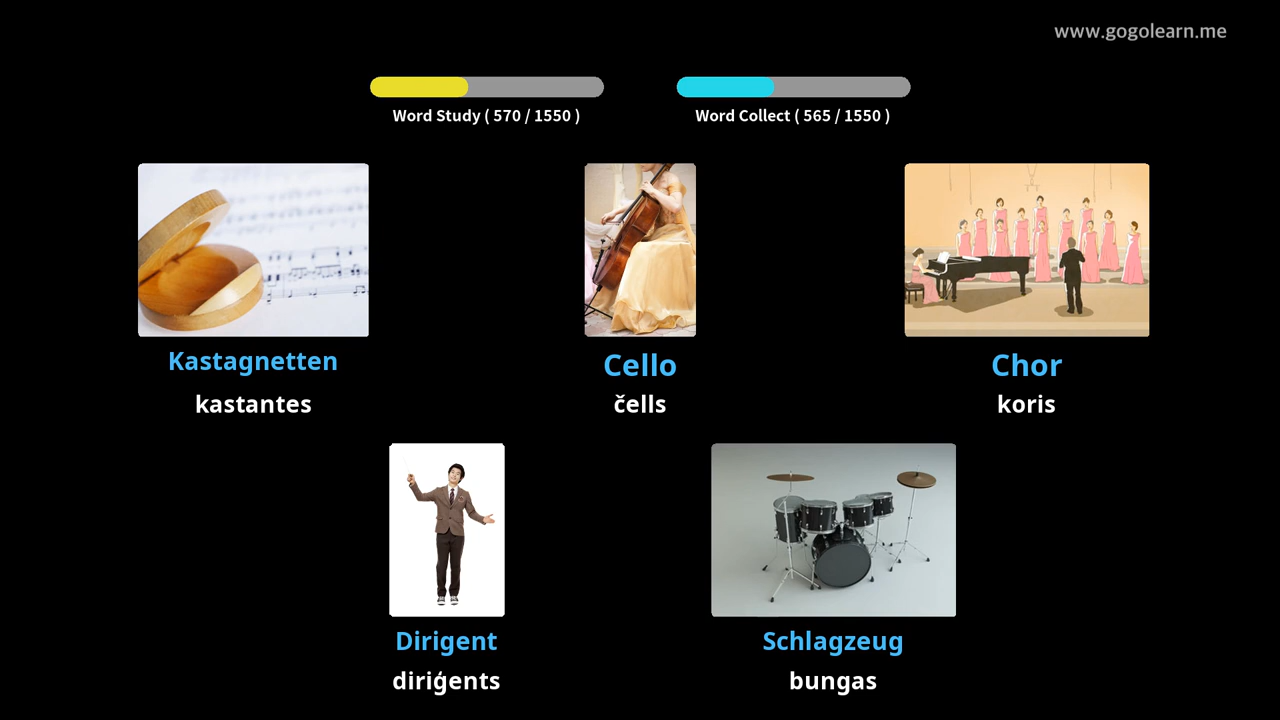 www.gogolearn.me
Word Study ( 570 / 1550 )
Word Collect ( 565 / 1550 )
Kastagnetten
kastantes
Cello
čells
Chor
koris
Dirigent
diriģents
Schlagzeug
bungas